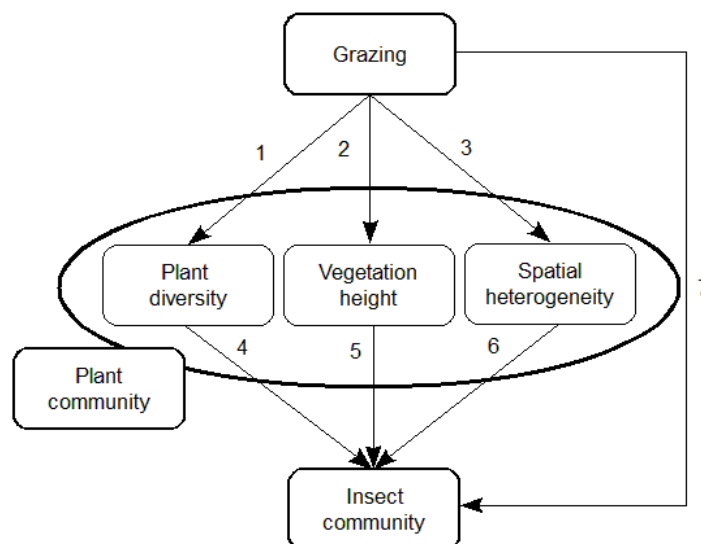 Grazing
1
2
3
Plant
diversity
Vegetation
height
Spatial
heterogeneity
4
5
6
Plant
community
Insect
community